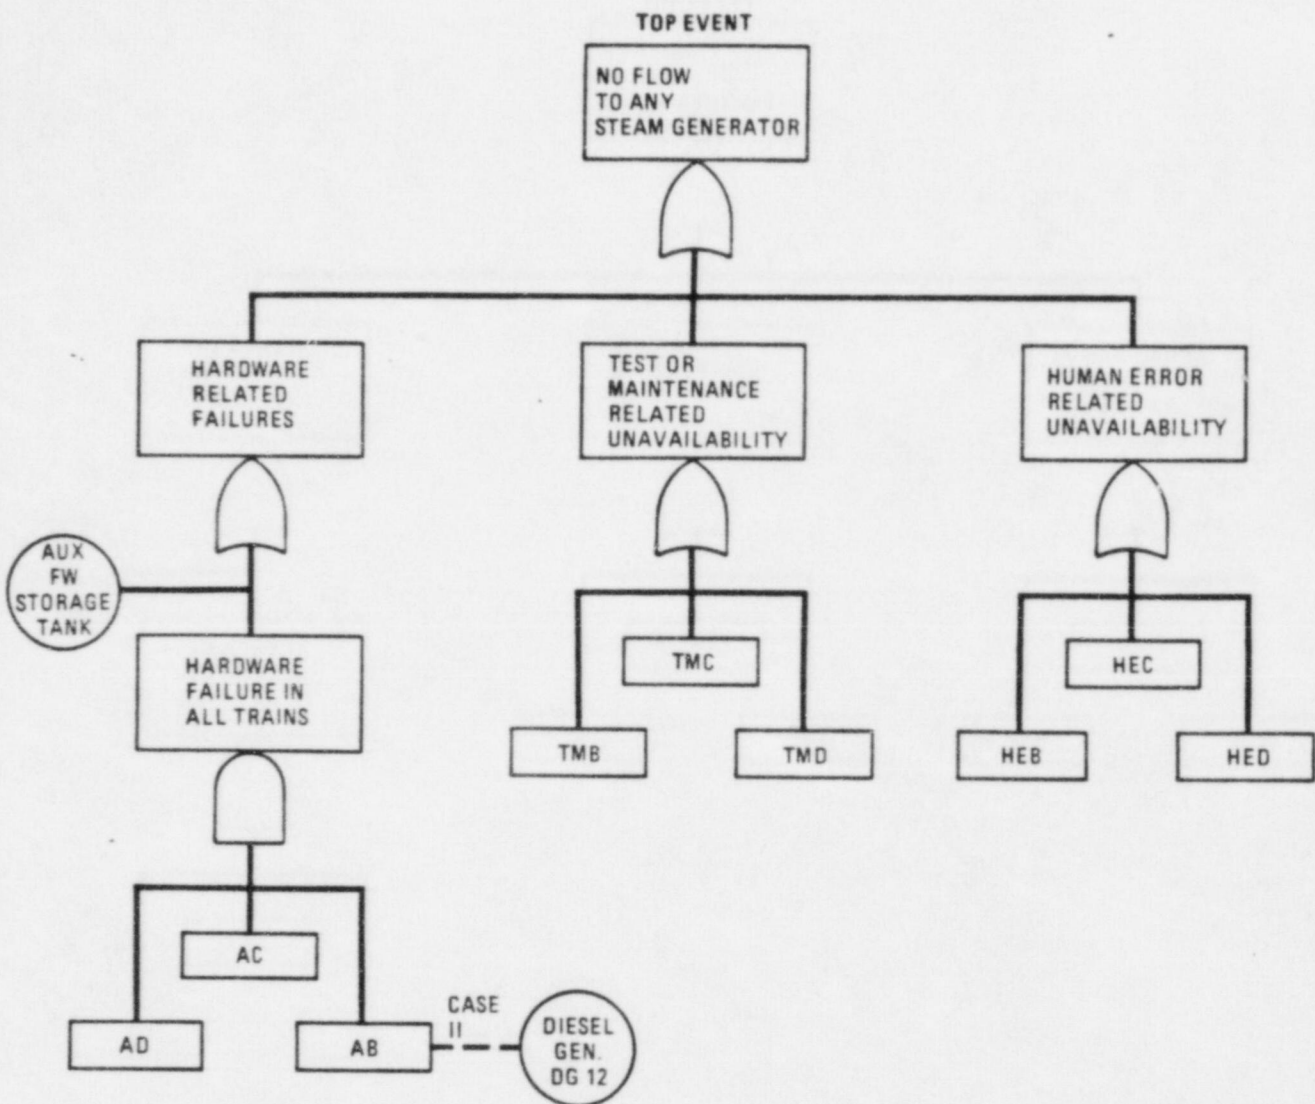 TOP EVENT
NO FLOW
TO ANY
STEAM GENERATOR
HARDWARE
RELATED
FAILURES
TEST OR
MAINTENANCE
RELATED
UNAVAILABILITY
HUMAN ERROR
RELATED
UNAVAILABILITY
AUX
FW
STORAGE
TANK
HARDWARE
FAILURE IN
ALL TRAINS
TMC
TMB
TMD
HEC
HEB
HED
AC
AD
AB
CASE
II
DIESEL
GEN.
DG 12